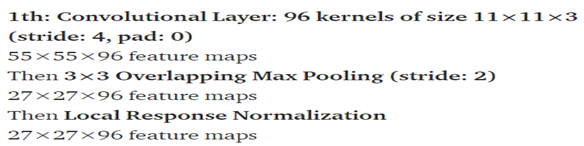 1th: Convolutional Layer: 96 kernels of size 11×11×3
(stride: 4, pad: 0)
55×55×96 feature maps
Then 3×3 Overlapping Max Pooling (stride: 2)
27×27×96 feature maps
Then Local Response Normalization
27×27×96 feature maps